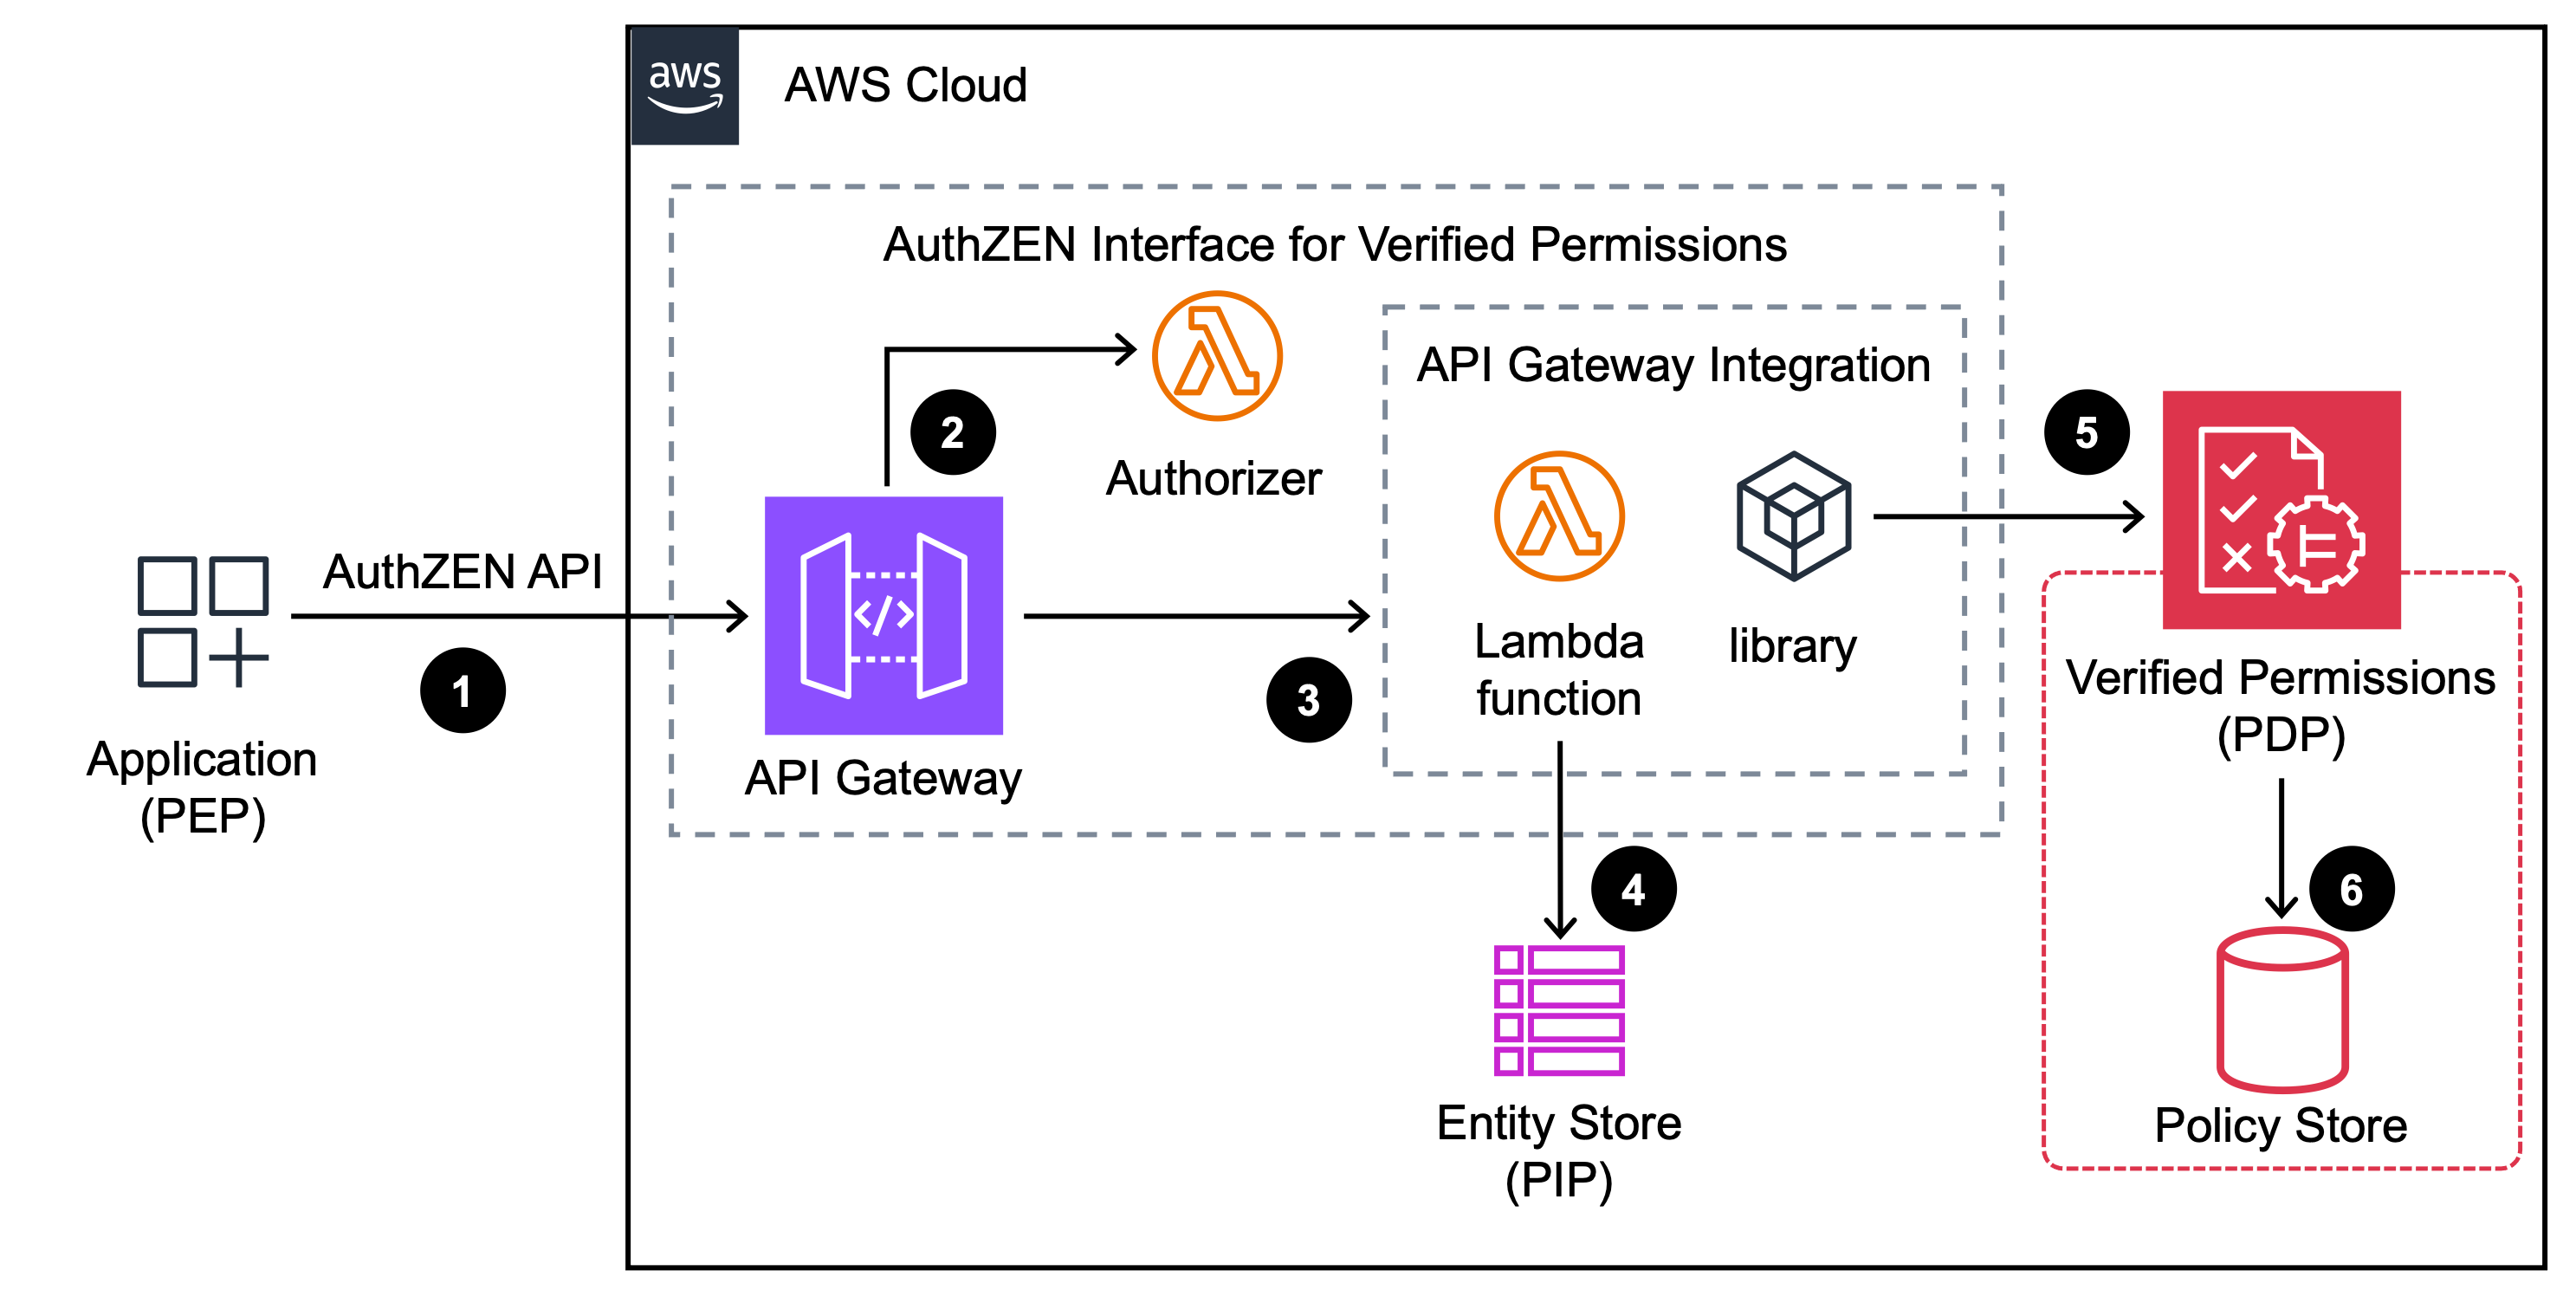 aws
AWS Cloud
AuthZEN Interface for Verified Permissions
2
Authorizer
API Gateway Integration
5
AuthZEN API
1
Application
(PEP)
</>
API Gateway
3
Lambda
function
library
Verified Permissions
(PDP)
4
6
Entity Store
(PIP)
Policy Store